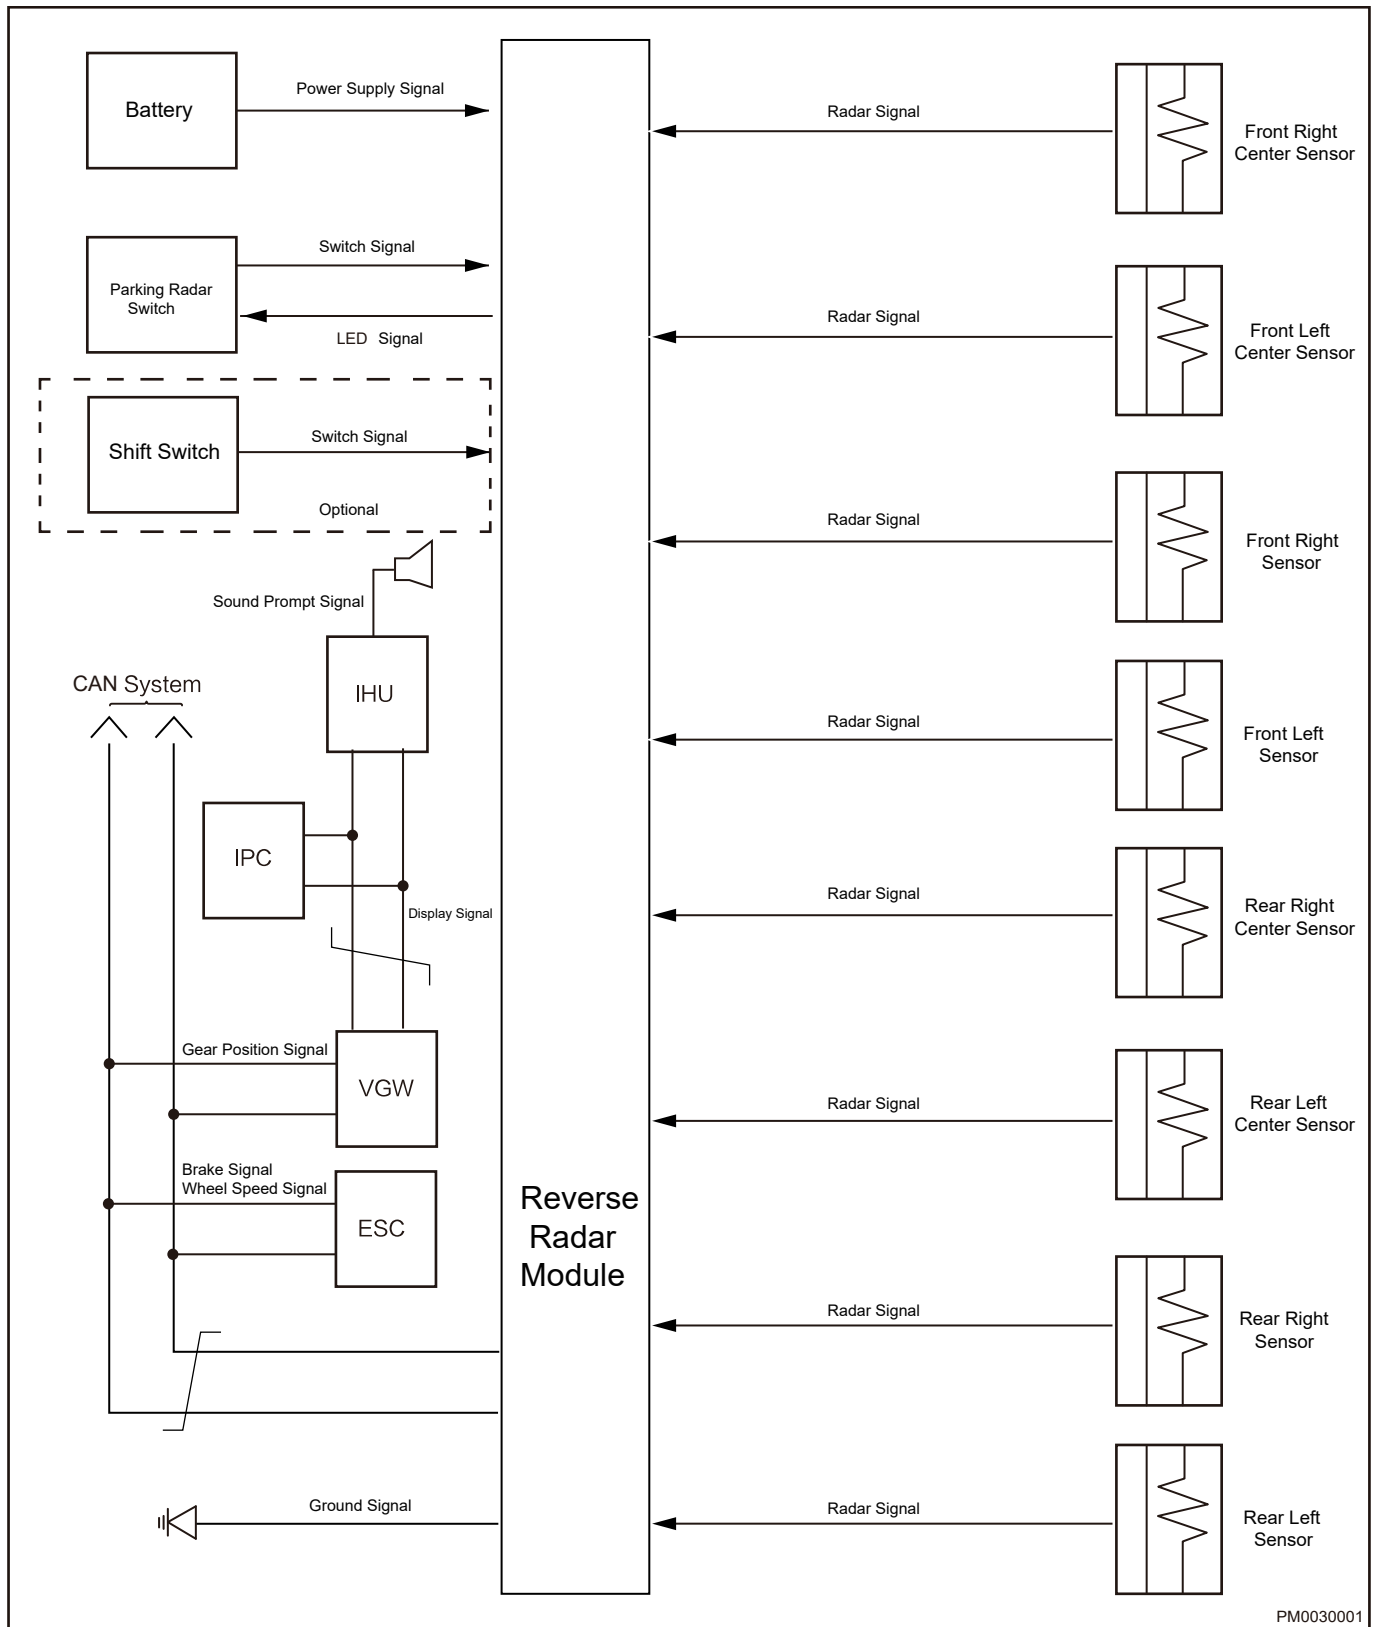 Battery
Power Supply Signal
Parking Radar
Switch
Switch Signal
LED Signal
Shift Switch
Switch Signal
Optional
Sound Prompt Signal
IHU
CAN System
IPC
Display Signal
Gear Position Signal
VGW
Brake Signal
Wheel Speed Signal
ESC
Ground Signal
Reverse
Radar
Module
Radar Signal
Front Right
Center Sensor
Radar Signal
Front Left
Center Sensor
Radar Signal
Front Right
Sensor
Radar Signal
Front Left
Sensor
Radar Signal
Rear Right
Center Sensor
Radar Signal
Rear Left
Center Sensor
Radar Signal
Rear Right
Sensor
Radar Signal
Rear Left
Sensor
PM0030001